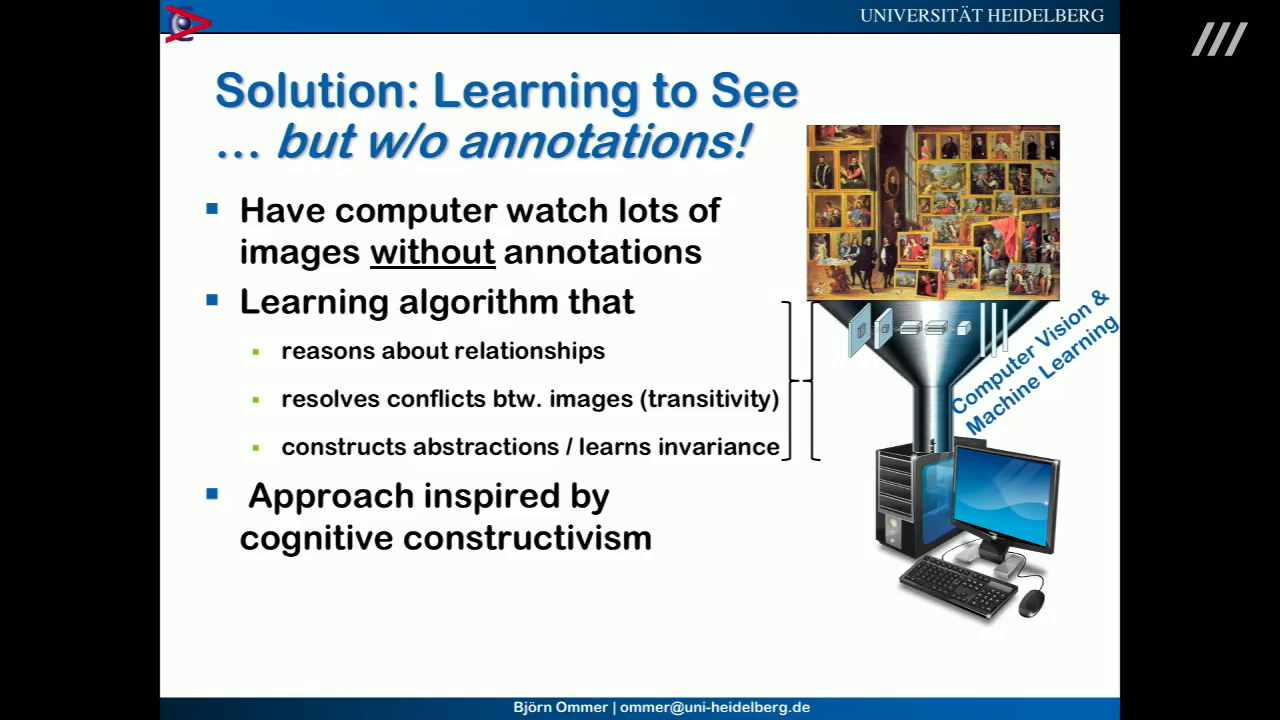 UNIVERSITÄT HEIDELBERG
Solution: Learning to See
… but w/o annotations!
▪ Have computer watch lots of
images without annotations
▪ Learning algorithm that
▪ reasons about relationships
▪ resolves conflicts btw. images (transitivity)
▪ constructs abstractions / learns invariance
▪ Approach inspired by
cognitive constructivism
Computer Vision &
Machine Learning
Björn Ommer | ommer@uni-heidelberg.de